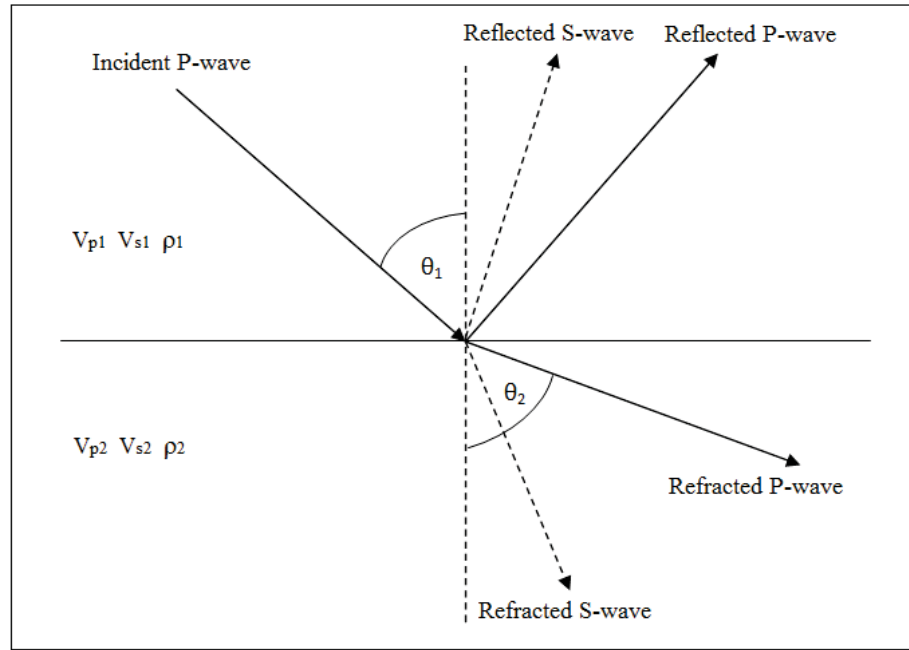 Reflected S-wave
Reflected P-wave
Incident P-wave
Vp1 Vs1 ρ1
θ1
θ2
Vp2 Vs2 ρ2
Refracted P-wave
Refracted S-wave